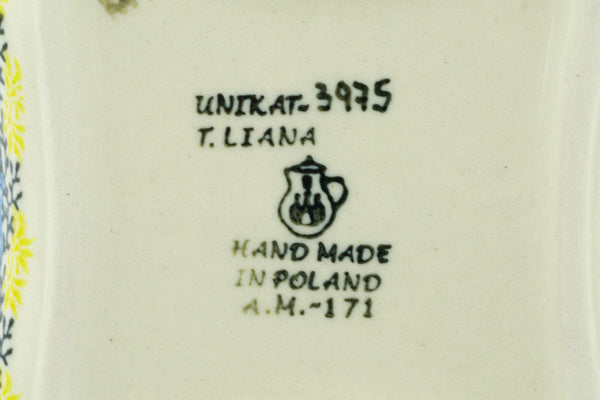 UNIKAT-3975
T. LIANA
HAND MADE
IN POLAND
A.M.-171